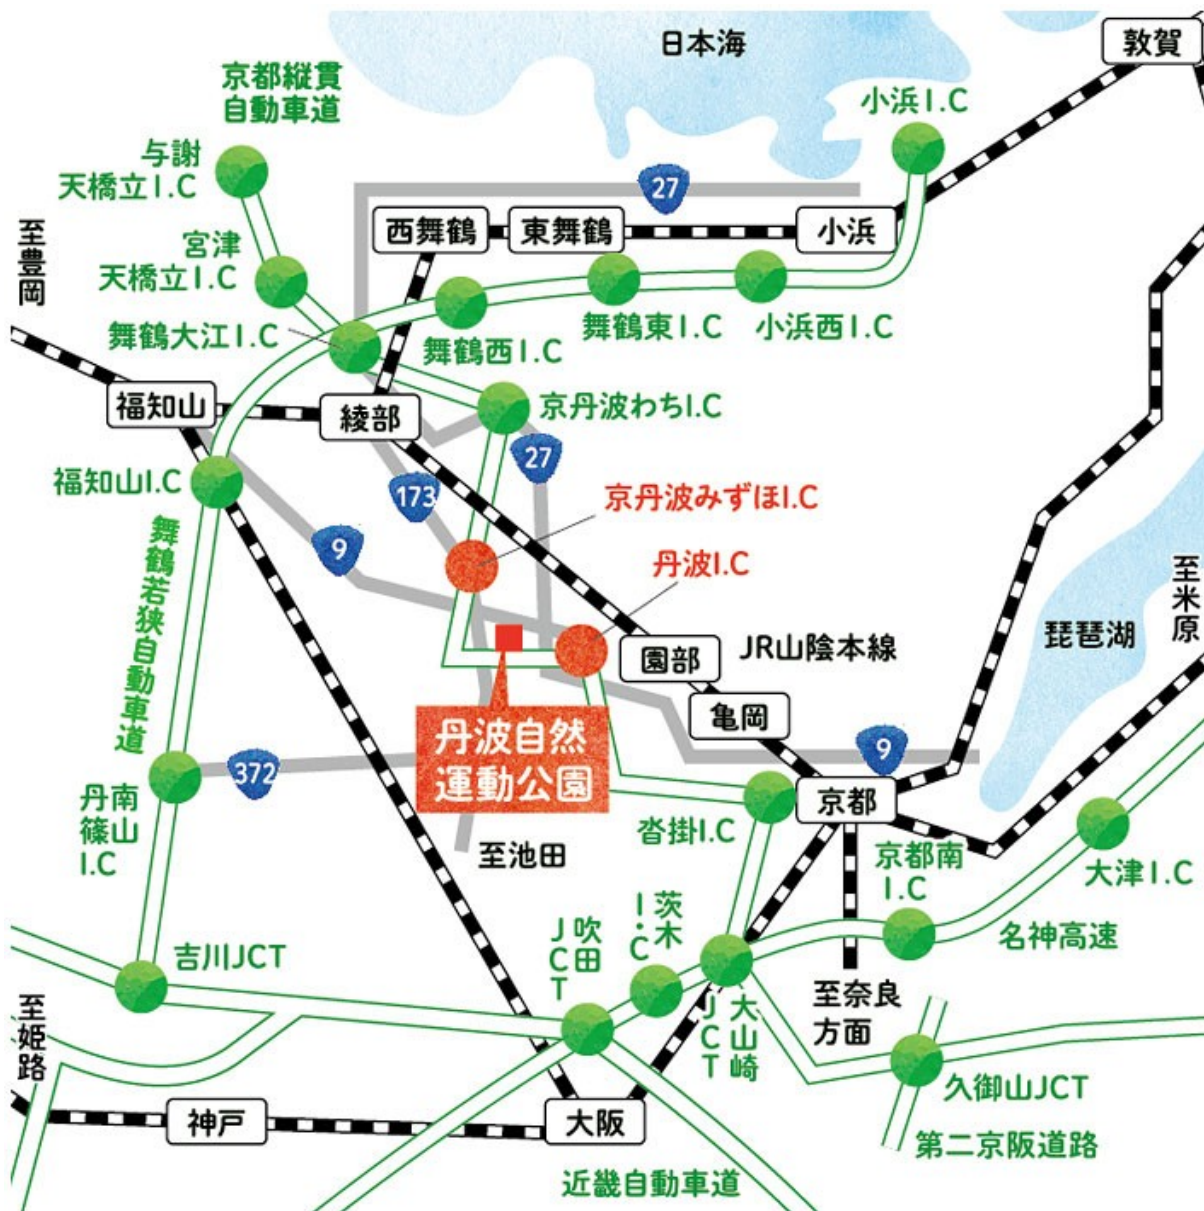 日本海
敦賀
京都縦貫
自動車道
小浜I.C
与謝
天橋立I.C
27
至豊岡
西舞鶴
東舞鶴
小浜
宮津
天橋立I.C
舞鶴大江I.C
舞鶴西I.C
舞鶴東I.C
小浜西I.C
福知山
綾部
京丹波わちI.C
福知山I.C
27
173
京丹波みずほI.C
9
丹波I.C
舞鶴若狭自動車道
至米原
琵琶湖
園部
JR山陰本線
亀岡
丹波自然
運動公園
9
372
丹南
篠山
I.C
京都
沓掛I.C
至池田
京都南
I.C
大津I.C
茨木
I.C
吹田
JCT
名神高速
吉川JCT
至奈良
方面
大山崎
JCT
至姫路
久御山JCT
神戸
大阪
第二京阪道路
近畿自動車道